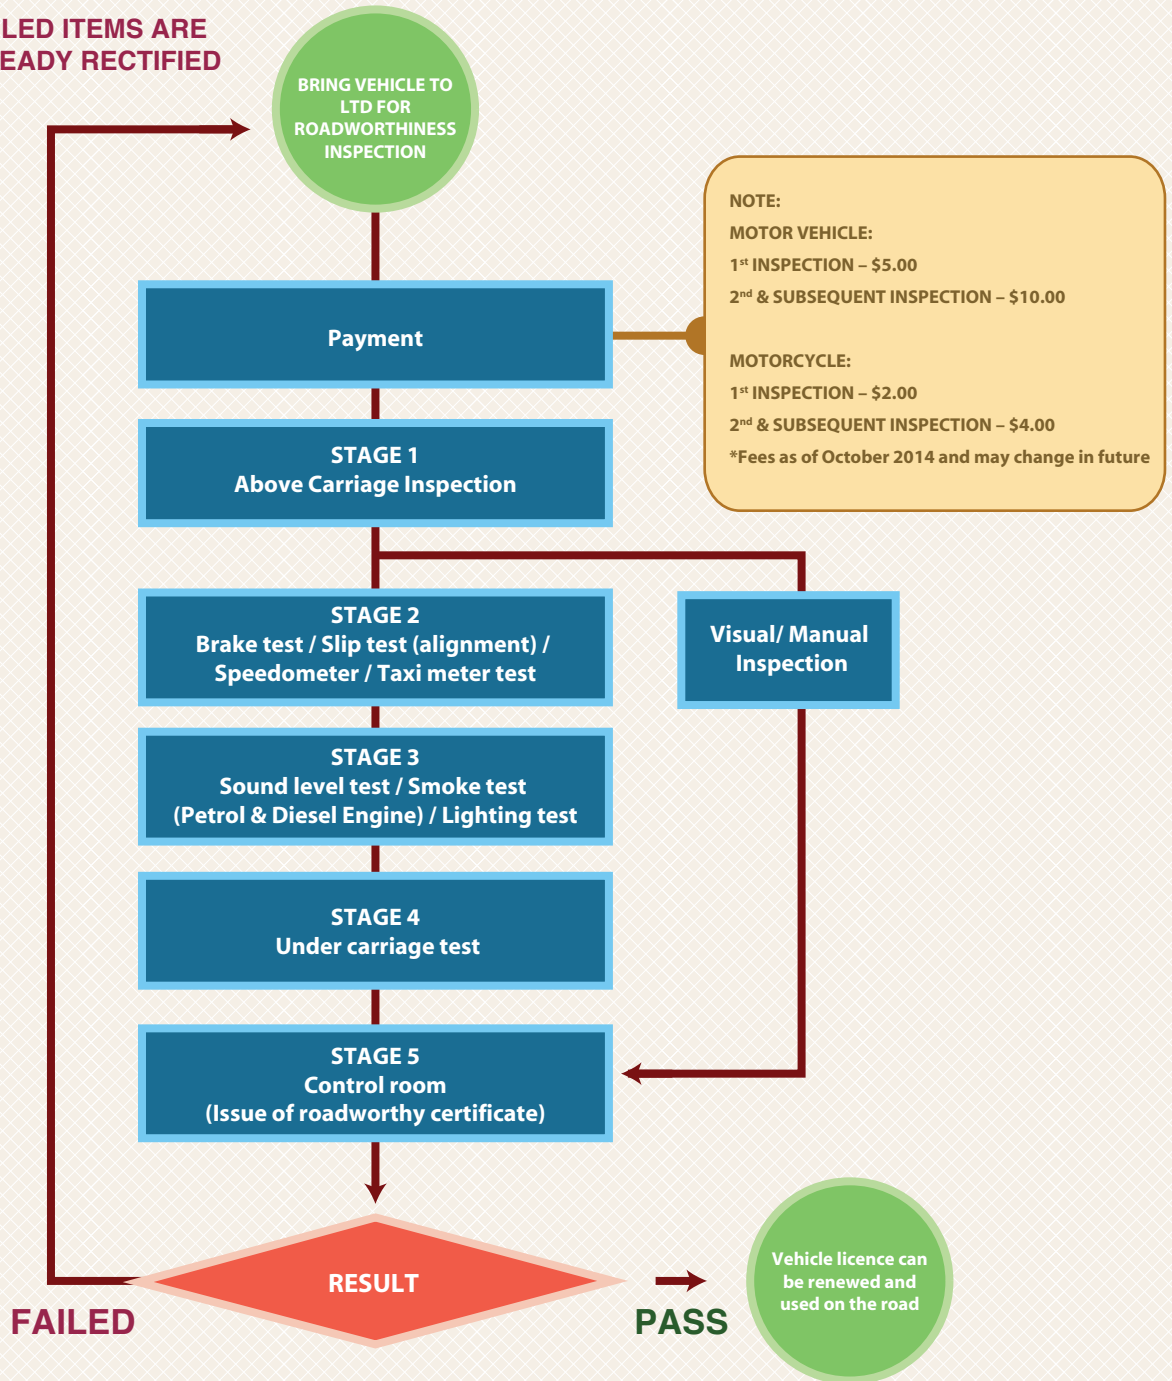 LED ITEMS ARE
EADY RECTIFIED
BRING VEHICLE TO
LTD FOR
ROADWORTHINESS
INSPECTION
NOTE:
MOTOR VEHICLE:
1st INSPECTION – $5.00
2nd & SUBSEQUENT INSPECTION – $10.00
MOTORCYCLE:
1st INSPECTION – $2.00
2nd & SUBSEQUENT INSPECTION – $4.00
*Fees as of October 2014 and may change in future
Payment
STAGE 1
Above Carriage Inspection
STAGE 2
Brake test / Slip test (alignment) /
Speedometer / Taxi meter test
Visual/ Manual
Inspection
STAGE 3
Sound level test / Smoke test
(Petrol & Diesel Engine) / Lighting test
STAGE 4
Under carriage test
STAGE 5
Control room
(Issue of roadworthy certificate)
RESULT
FAILED
PASS
Vehicle licence can
be renewed and
used on the road